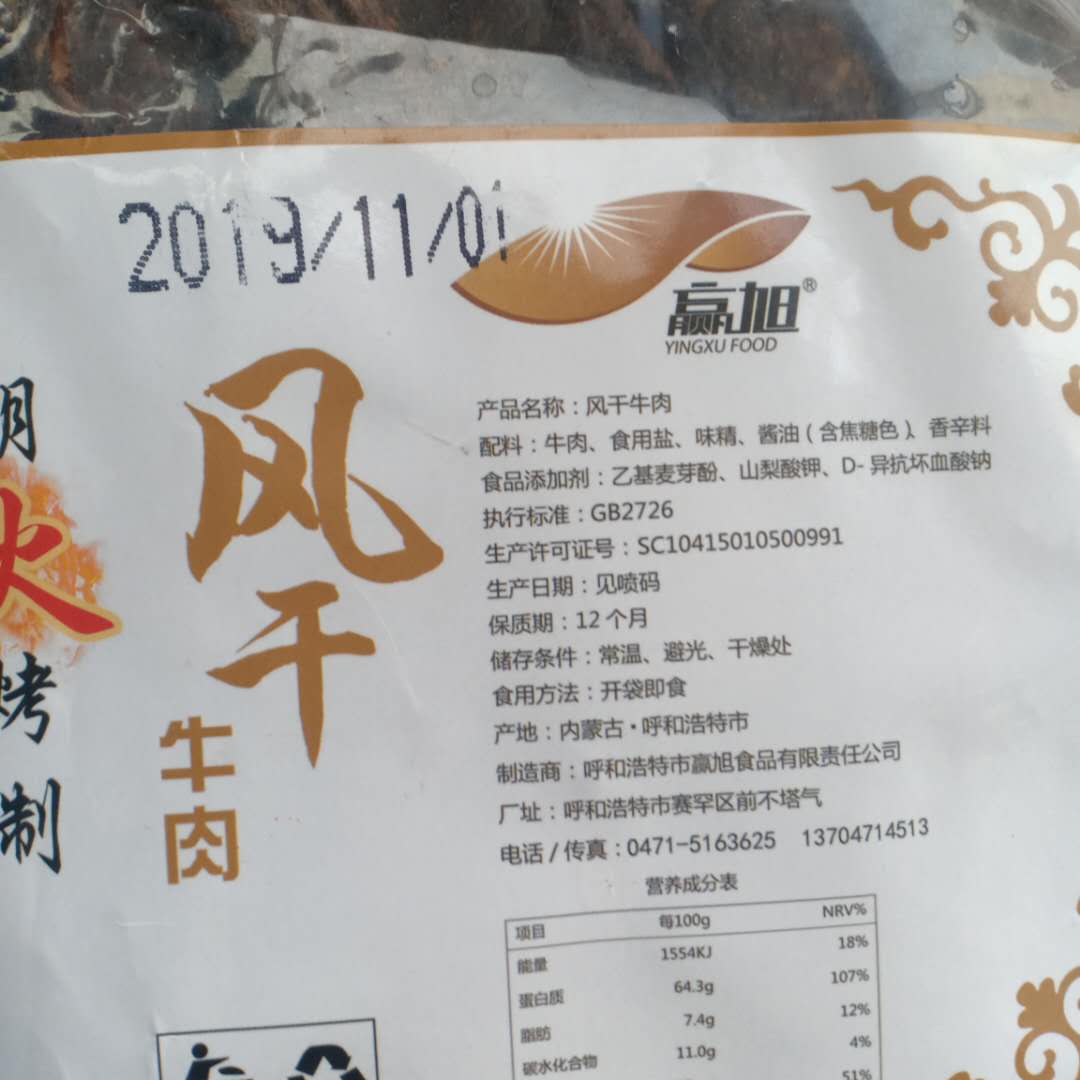 2019/11/01
赢旭®
YINGXU FOOD
风干
牛肉
火
烤
制
产品名称：风干牛肉
配料：牛肉、食用盐、味精、酱油（含焦糖色）、香辛料
食品添加剂：乙基麦芽酚、山梨酸钾、D-异抗坏血酸钠
执行标准：GB2726
生产许可证号：SC10415010500991
生产日期：见喷码
保质期：12个月
储存条件：常温、避光、干燥处
食用方法：开袋即食
产地：内蒙古·呼和浩特市
制造商：呼和浩特市赢旭食品有限责任公司
厂址：呼和浩特市赛罕区前不塔气
电话/传真：0471-5163625 13704714513
营养成分表
项目 每100g NRV%
能量 1554KJ 18%
蛋白质 64.3g 107%
脂肪 7.4g 12%
碳水化合物 11.0g 4%
51%